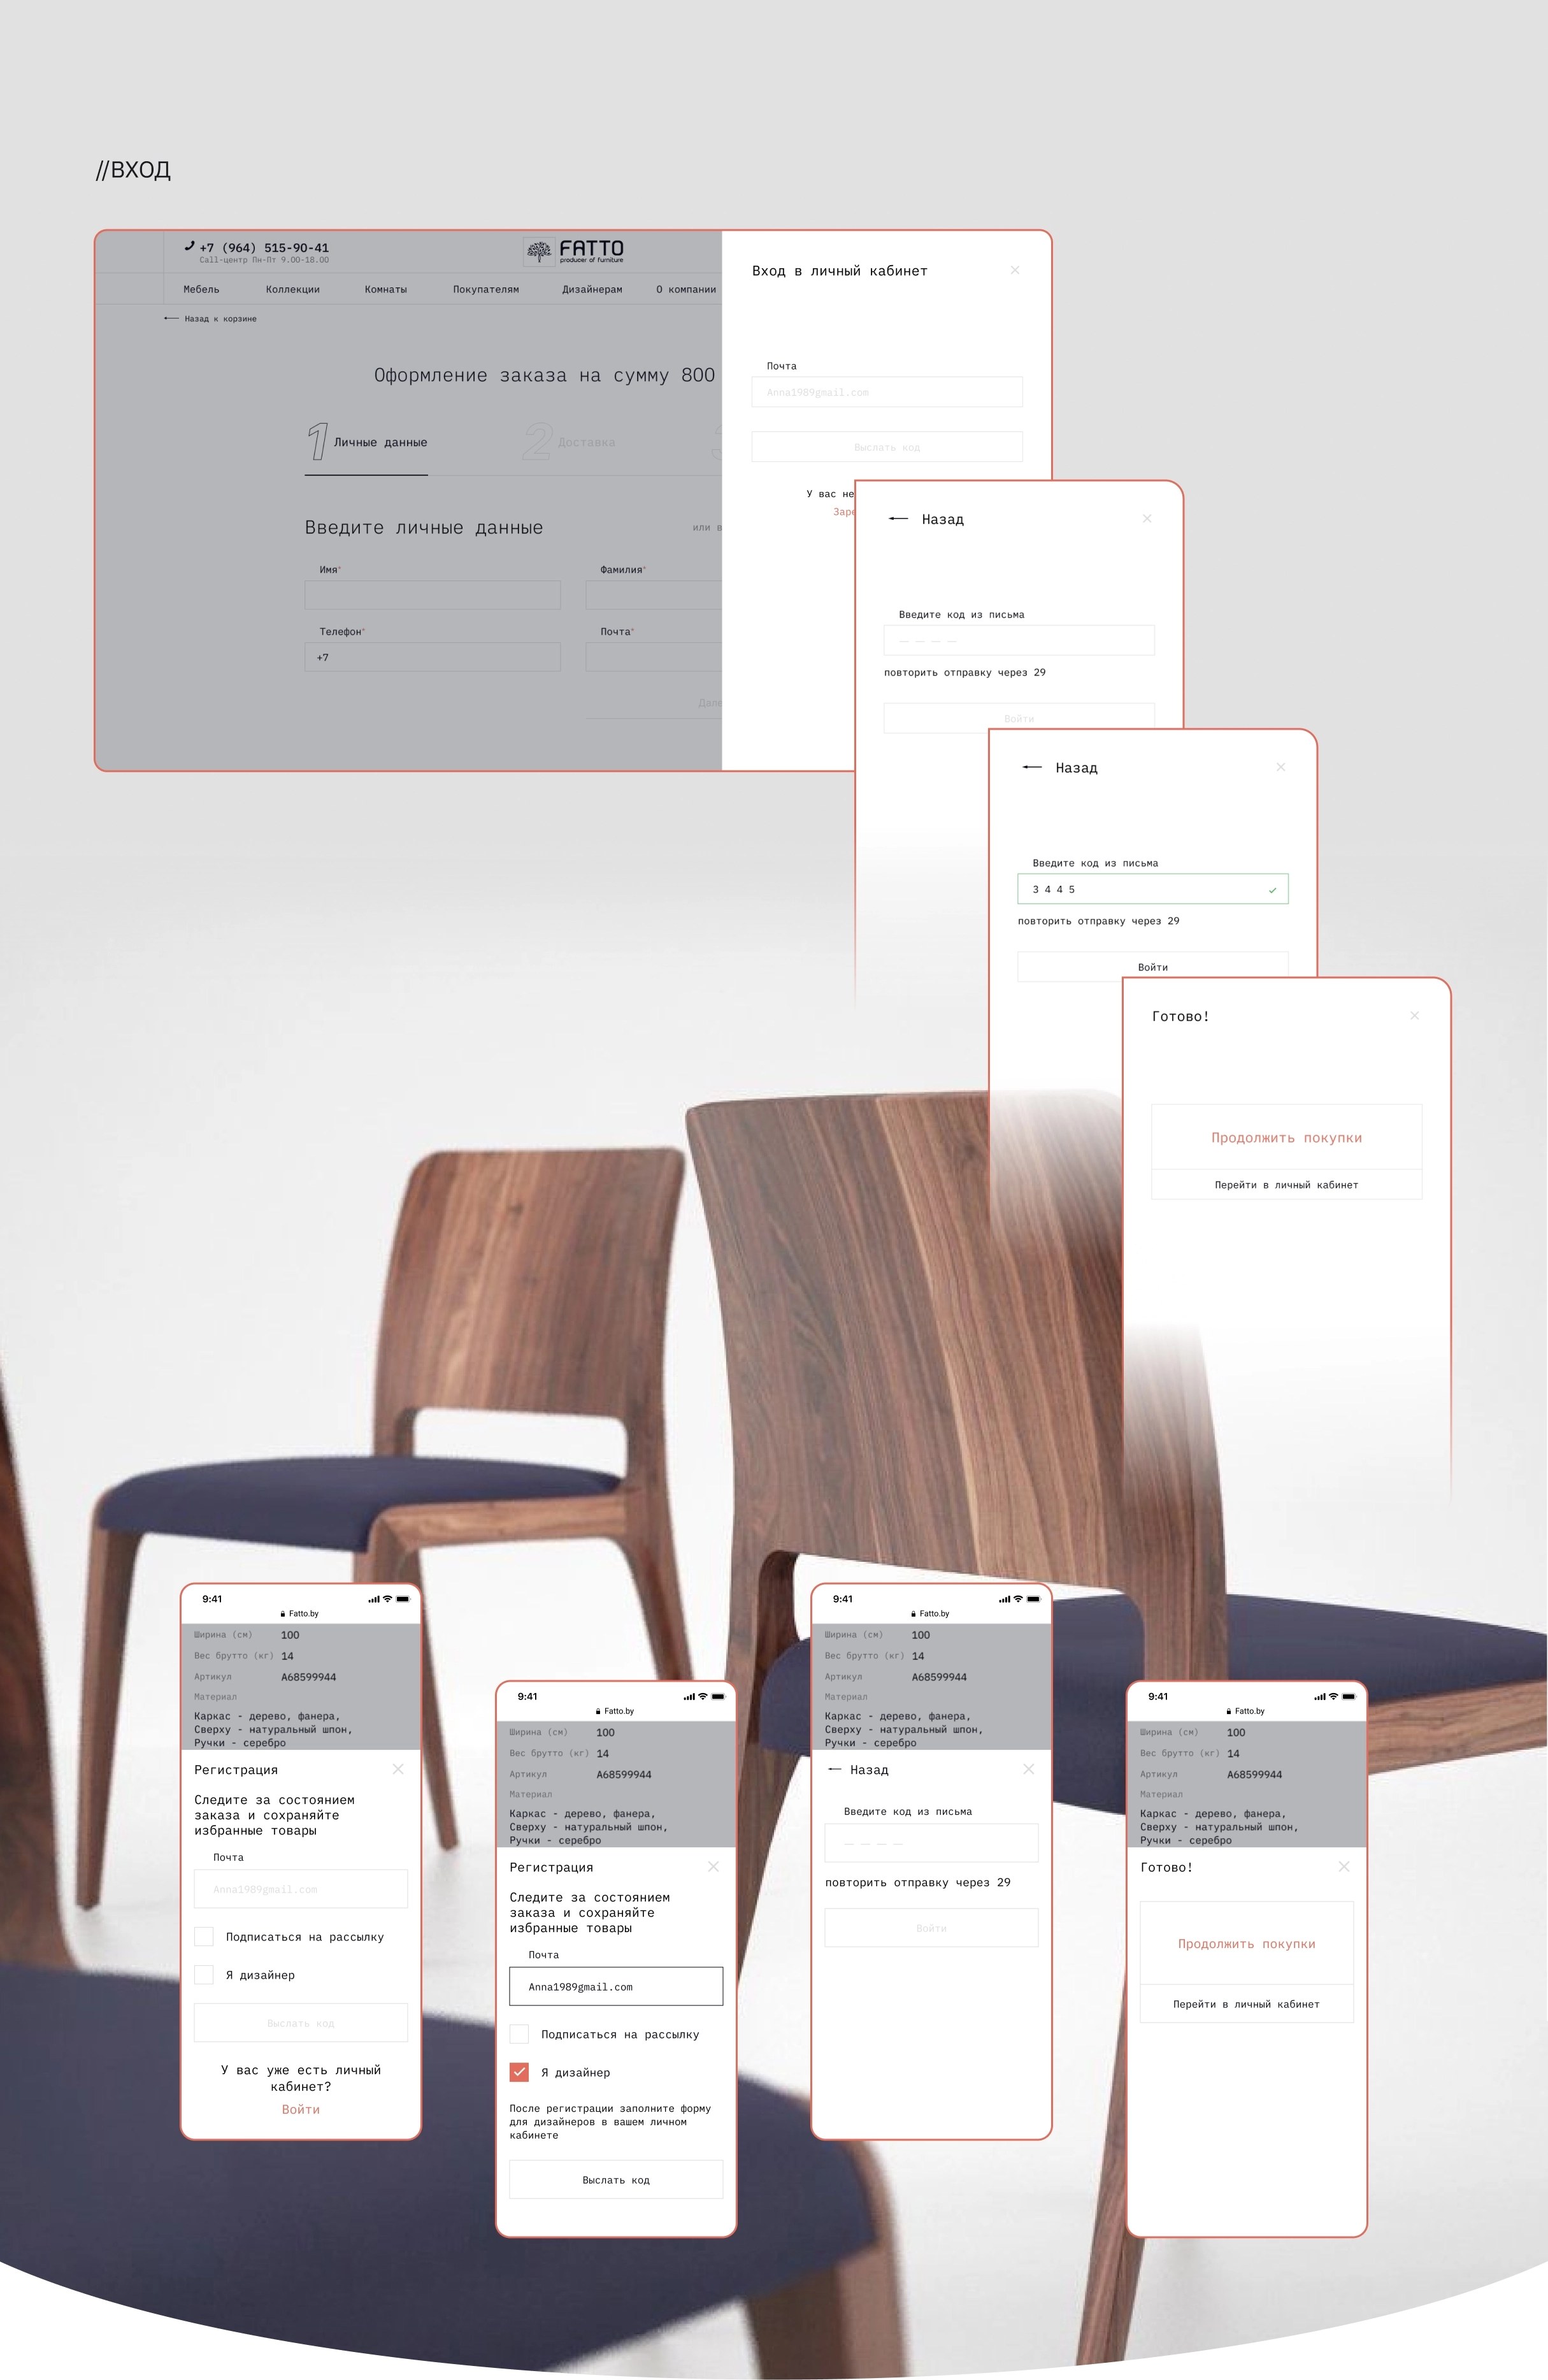 //ВХОД
+7 (964) 515-90-41
Call-центр Пн-Пт 9.00-18.00
FATTO
producer of furniture
Мебель Коллекции Комнаты Покупателям Дизайнерам О компании
Назад к корзине
Оформление заказа на сумму 800
1 Личные данные 2 Доставка 3
Введите личные данные
или в
Имя*
Фамилия*
Телефон*
Почта*
+7
Дале
Вход в личный кабинет
Почта
Anna1989gmail.com
Выслать код
У вас не
Заре
Назад
Введите код из письма
повторить отправку через 29
Войти
Назад
Введите код из письма
3 4 4 5
повторить отправку через 29
Войти
Готово!
Продолжить покупки
Перейти в личный кабинет
9:41
Fatto.by
Ширина (см) 100
Вес брутто (кг) 14
Артикул A68599944
Материал
Каркас - дерево, фанера,
Сверху - натуральный шпон,
Ручки - серебро
Регистрация
Следите за состоянием
заказа и сохраняйте
избранные товары
Почта
Anna1989gmail.com
Подписаться на рассылку
Я дизайнер
Выслать код
У вас уже есть личный
кабинет?
Войти
9:41
Fatto.by
Ширина (см) 100
Вес брутто (кг) 14
Артикул A68599944
Материал
Каркас - дерево, фанера,
Сверху - натуральный шпон,
Ручки - серебро
Регистрация
Следите за состоянием
заказа и сохраняйте
избранные товары
Почта
Anna1989gmail.com
Подписаться на рассылку
Я дизайнер
После регистрации заполните форму
для дизайнеров в вашем личном
кабинете
Выслать код
9:41
Fatto.by
Ширина (см) 100
Вес брутто (кг) 14
Артикул A68599944
Материал
Каркас - дерево, фанера,
Сверху - натуральный шпон,
Ручки - серебро
Назад
Введите код из письма
повторить отправку через 29
Войти
9:41
Fatto.by
Ширина (см) 100
Вес брутто (кг) 14
Артикул A68599944
Материал
Каркас - дерево, фанера,
Сверху - натуральный шпон,
Ручки - серебро
Готово!
Продолжить покупки
Перейти в личный кабинет